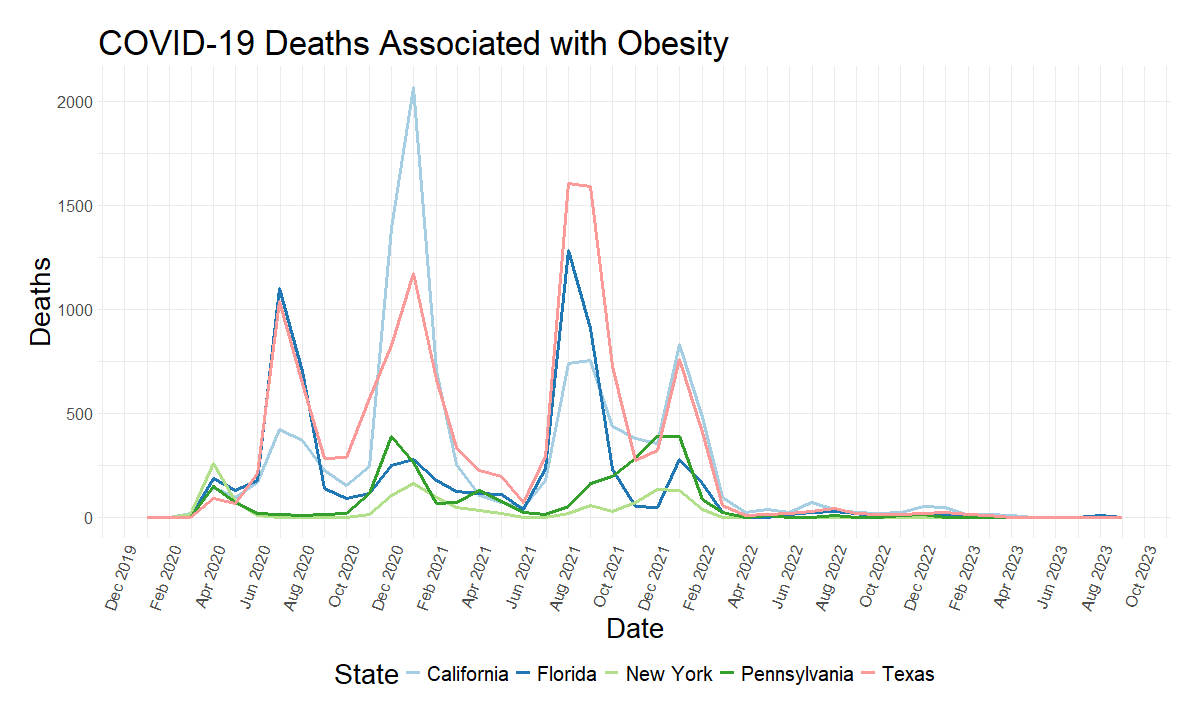 COVID-19 Deaths Associated with Obesity
Deaths
2000
1500
1000
500
0
Dec 2019
Feb 2020
Apr 2020
Jun 2020
Aug 2020
Oct 2020
Dec 2020
Feb 2021
Apr 2021
Jun 2021
Aug 2021
Oct 2021
Dec 2021
Feb 2022
Apr 2022
Jun 2022
Aug 2022
Oct 2022
Dec 2022
Feb 2023
Apr 2023
Jun 2023
Aug 2023
Oct 2023
Date
State California Florida New York Pennsylvania Texas